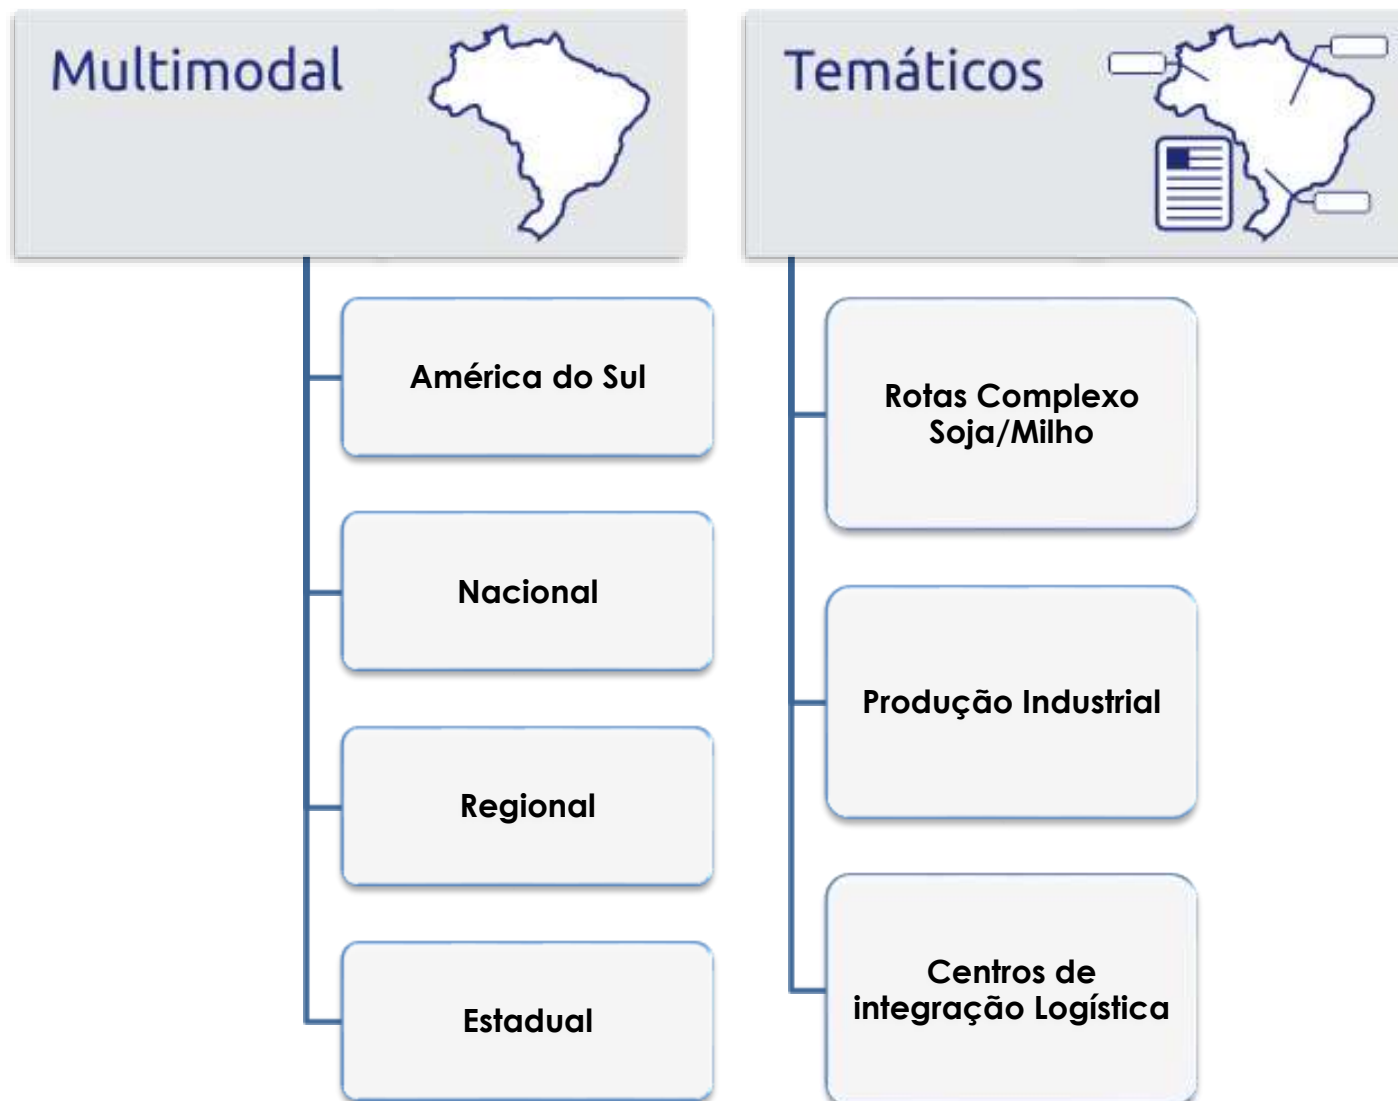 Multimodal
América do Sul
Nacional
Regional
Estadual
Temáticos
Rotas Complexo
Soja/Milho
Produção Industrial
Centros de
integração Logística